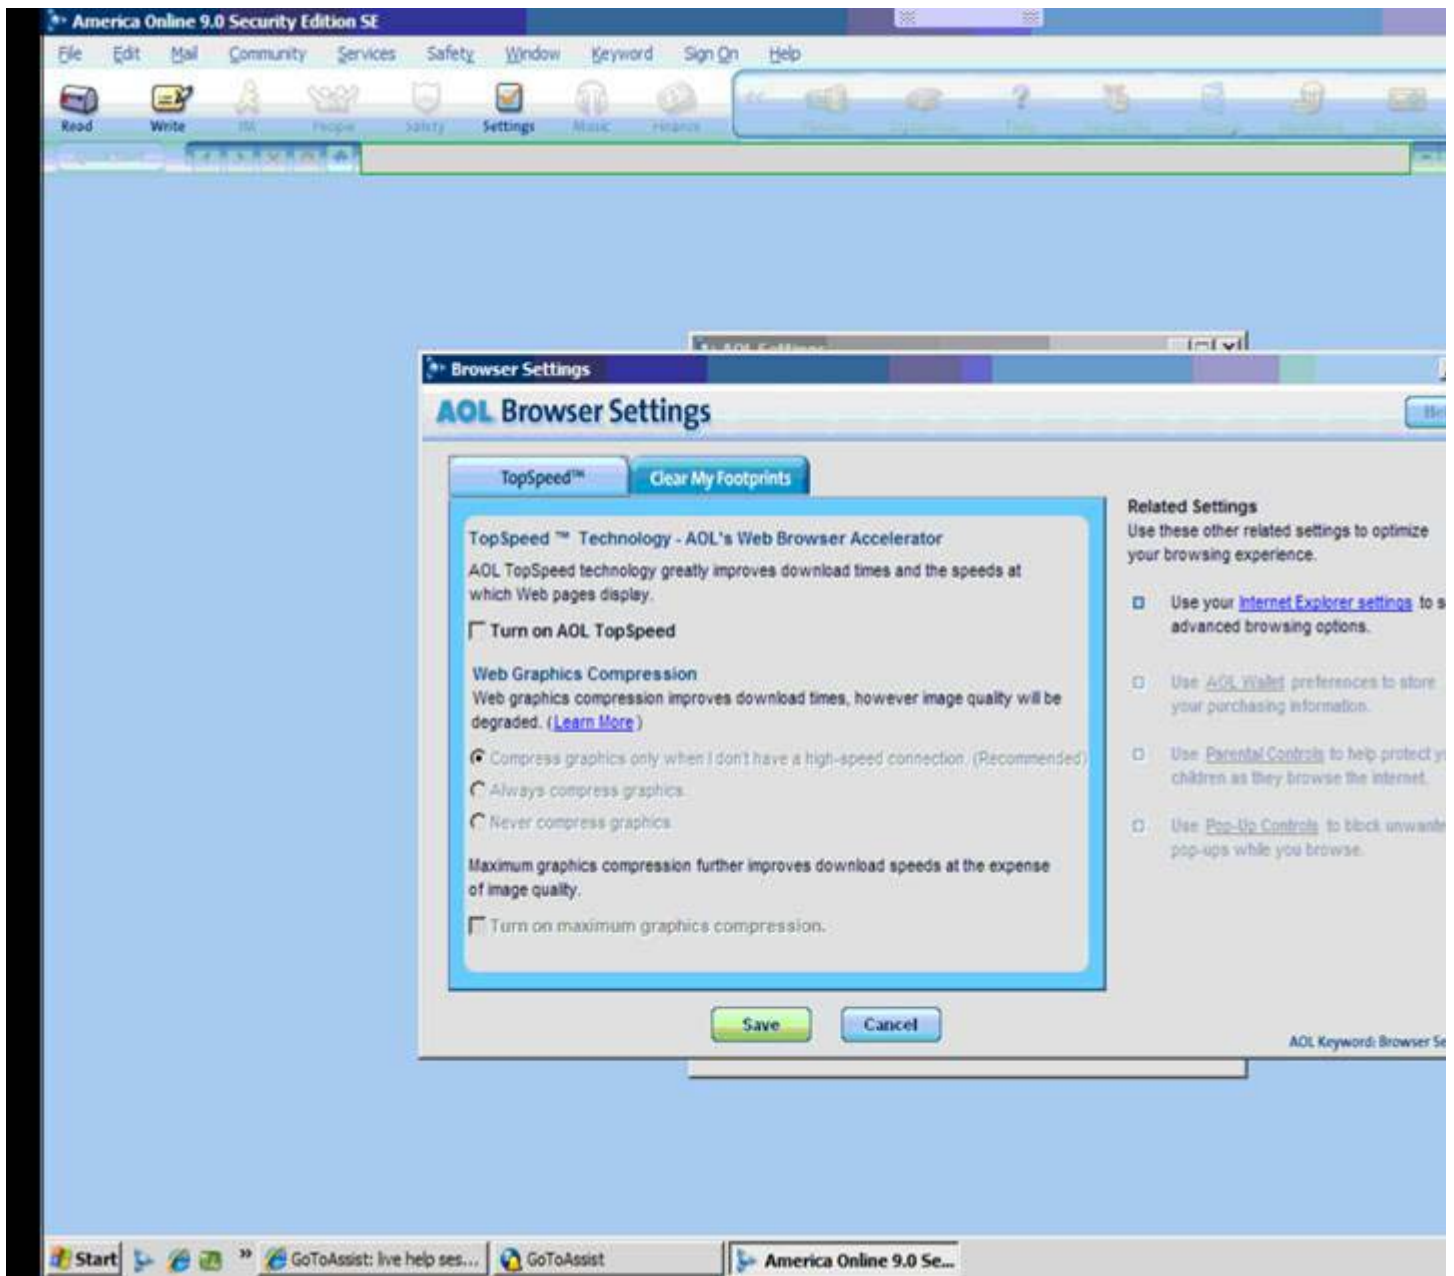 America Online 9.0 Security Edition SE
File Edit Mail Community Services Safety Window Keyword Sign On Help
Read Write IM People Safety Settings Music Finance
AOL Settings
Browser Settings
AOL Browser Settings
TopSpeed™ Clear My Footprints
TopSpeed ™ Technology - AOL's Web Browser Accelerator
AOL TopSpeed technology greatly improves download times and the speeds at
which Web pages display.
Turn on AOL TopSpeed
Web Graphics Compression
Web graphics compression improves download times, however image quality will be
degraded. (Learn More)
Compress graphics only when I don't have a high-speed connection. (Recommended)
Always compress graphics.
Never compress graphics.
Maximum graphics compression further improves download speeds at the expense
of image quality.
Turn on maximum graphics compression.
Save Cancel
Related Settings
Use these other related settings to optimize
your browsing experience.
Use your Internet Explorer settings to s
advanced browsing options.
Use AOL Wallet preferences to store
your purchasing information.
Use Parental Controls to help protect y
children as they browse the internet.
Use Pop-Up Controls to block unwante
pop-ups while you browse.
AOL Keyword: Browser Se
Start » GoToAssist: live help ses... GoToAssist America Online 9.0 Se...